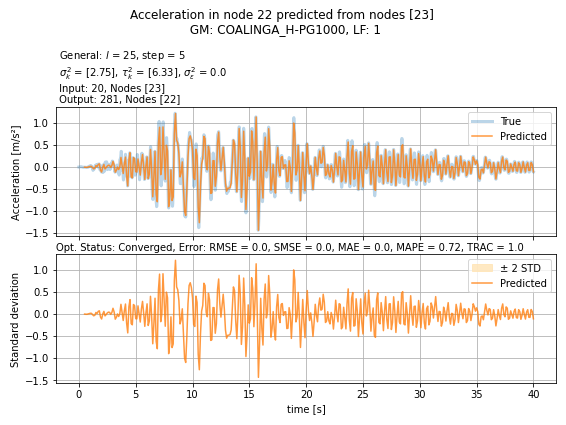 Acceleration in node 22 predicted from nodes [23]
GM: COALINGA_H-PG1000, LF: 1
General: l = 25, step = 5
σ²ₖ = [2.75], τ²ₖ = [6.33], σ²ₛ = 0.0
Input: 20, Nodes [23]
Output: 281, Nodes [22]
True
Predicted
Acceleration [m/s²]
1.0
0.5
0.0
−0.5
−1.0
−1.5
Opt. Status: Converged, Error: RMSE = 0.0, SMSE = 0.0, MAE = 0.0, MAPE = 0.72, TRAC = 1.0
± 2 STD
Predicted
Standard deviation
1.0
0.5
0.0
−0.5
−1.0
−1.5
0 5 10 15 20 25 30 35 40
time [s]